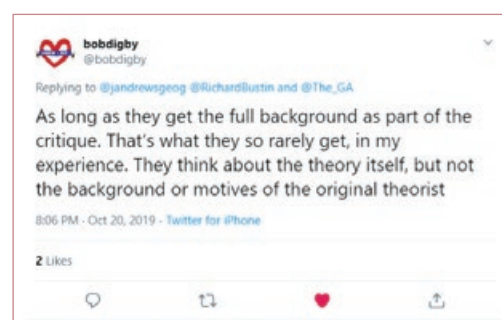 bobdigby
@bobdigby
Replying to @jandrewsgeog @RichardBustin and @The_GA
As long as they get the full background as part of the
critique. That's what they so rarely get, in my
experience. They think about the theory itself, but not
the background or motives of the original theorist
8:06 PM - Oct 20, 2019 - Twitter for iPhone
2 Likes